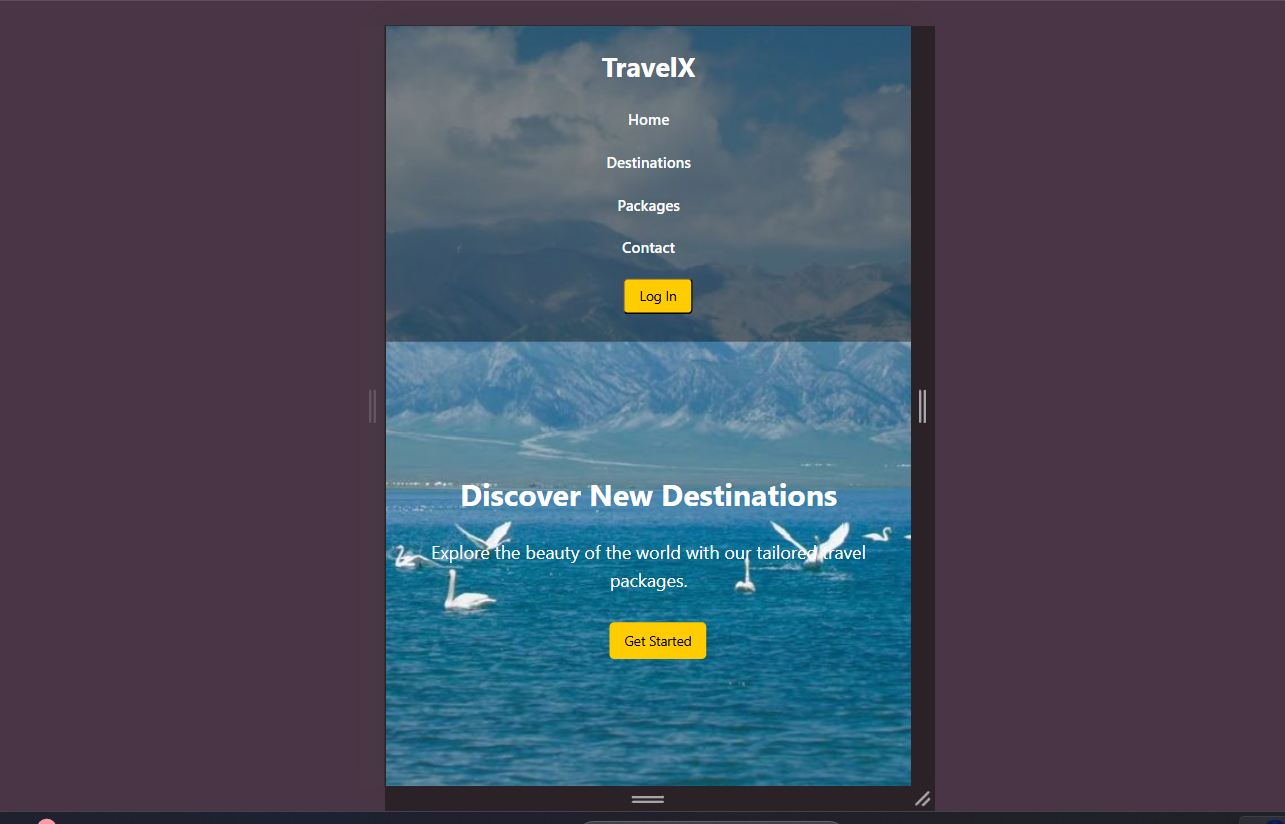 TravelX
Home
Destinations
Packages
Contact
Log In
Discover New Destinations
Explore the beauty of the world with our tailored travel
packages.
Get Started